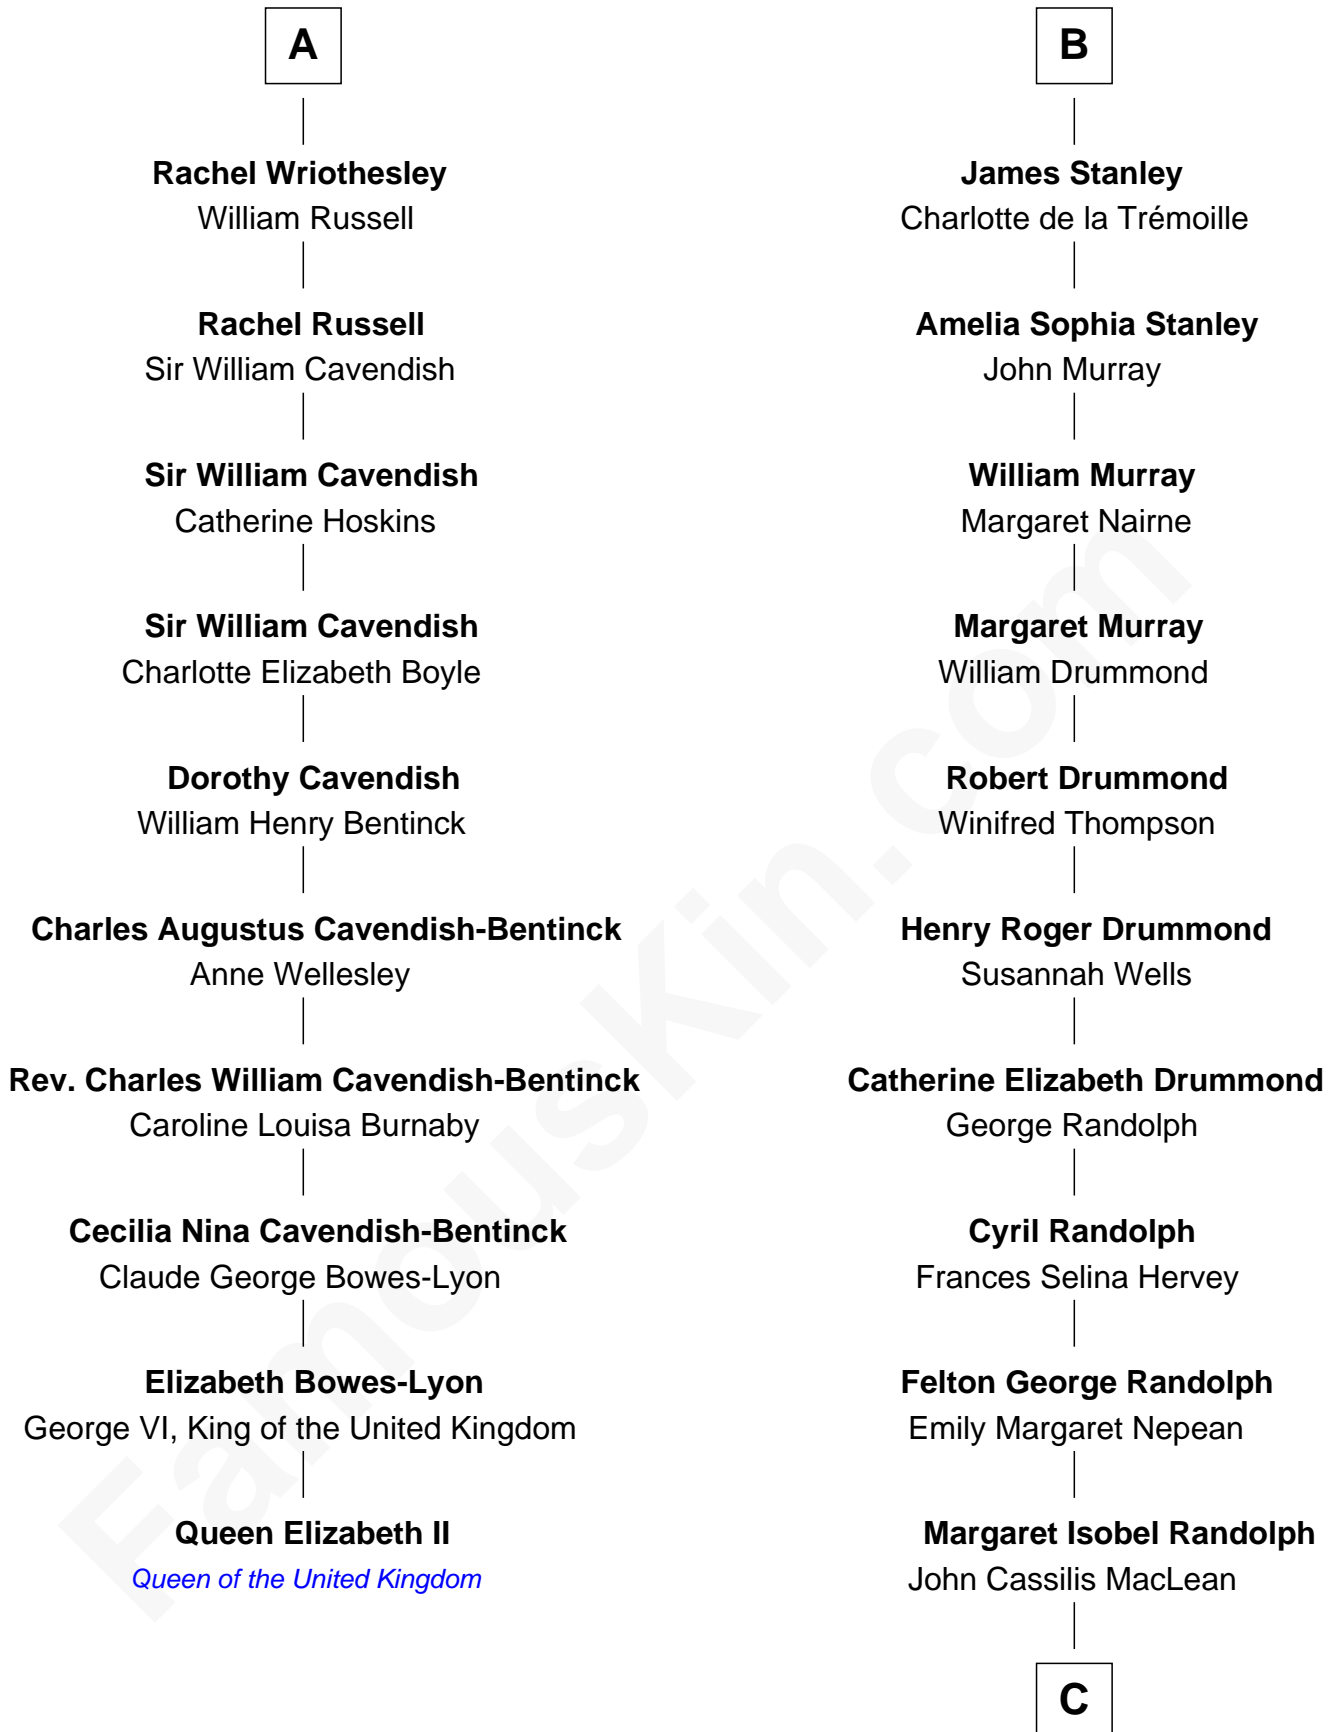 A
Rachel Wriothesley
William Russell
Rachel Russell
Sir William Cavendish
Sir William Cavendish
Catherine Hoskins
Sir William Cavendish
Charlotte Elizabeth Boyle
Dorothy Cavendish
William Henry Bentinck
Charles Augustus Cavendish-Bentinck
Anne Wellesley
Rev. Charles William Cavendish-Bentinck
Caroline Louisa Burnaby
Cecilia Nina Cavendish-Bentinck
Claude George Bowes-Lyon
Elizabeth Bowes-Lyon
George VI, King of the United Kingdom
Queen Elizabeth II
Queen of the United Kingdom
B
James Stanley
Charlotte de la Trémoille
Amelia Sophia Stanley
John Murray
William Murray
Margaret Nairne
Margaret Murray
William Drummond
Robert Drummond
Winifred Thompson
Henry Roger Drummond
Susannah Wells
Catherine Elizabeth Drummond
George Randolph
Cyril Randolph
Frances Selina Hervey
Felton George Randolph
Emily Margaret Nepean
Margaret Isobel Randolph
John Cassilis MacLean
C
FamousKin.com